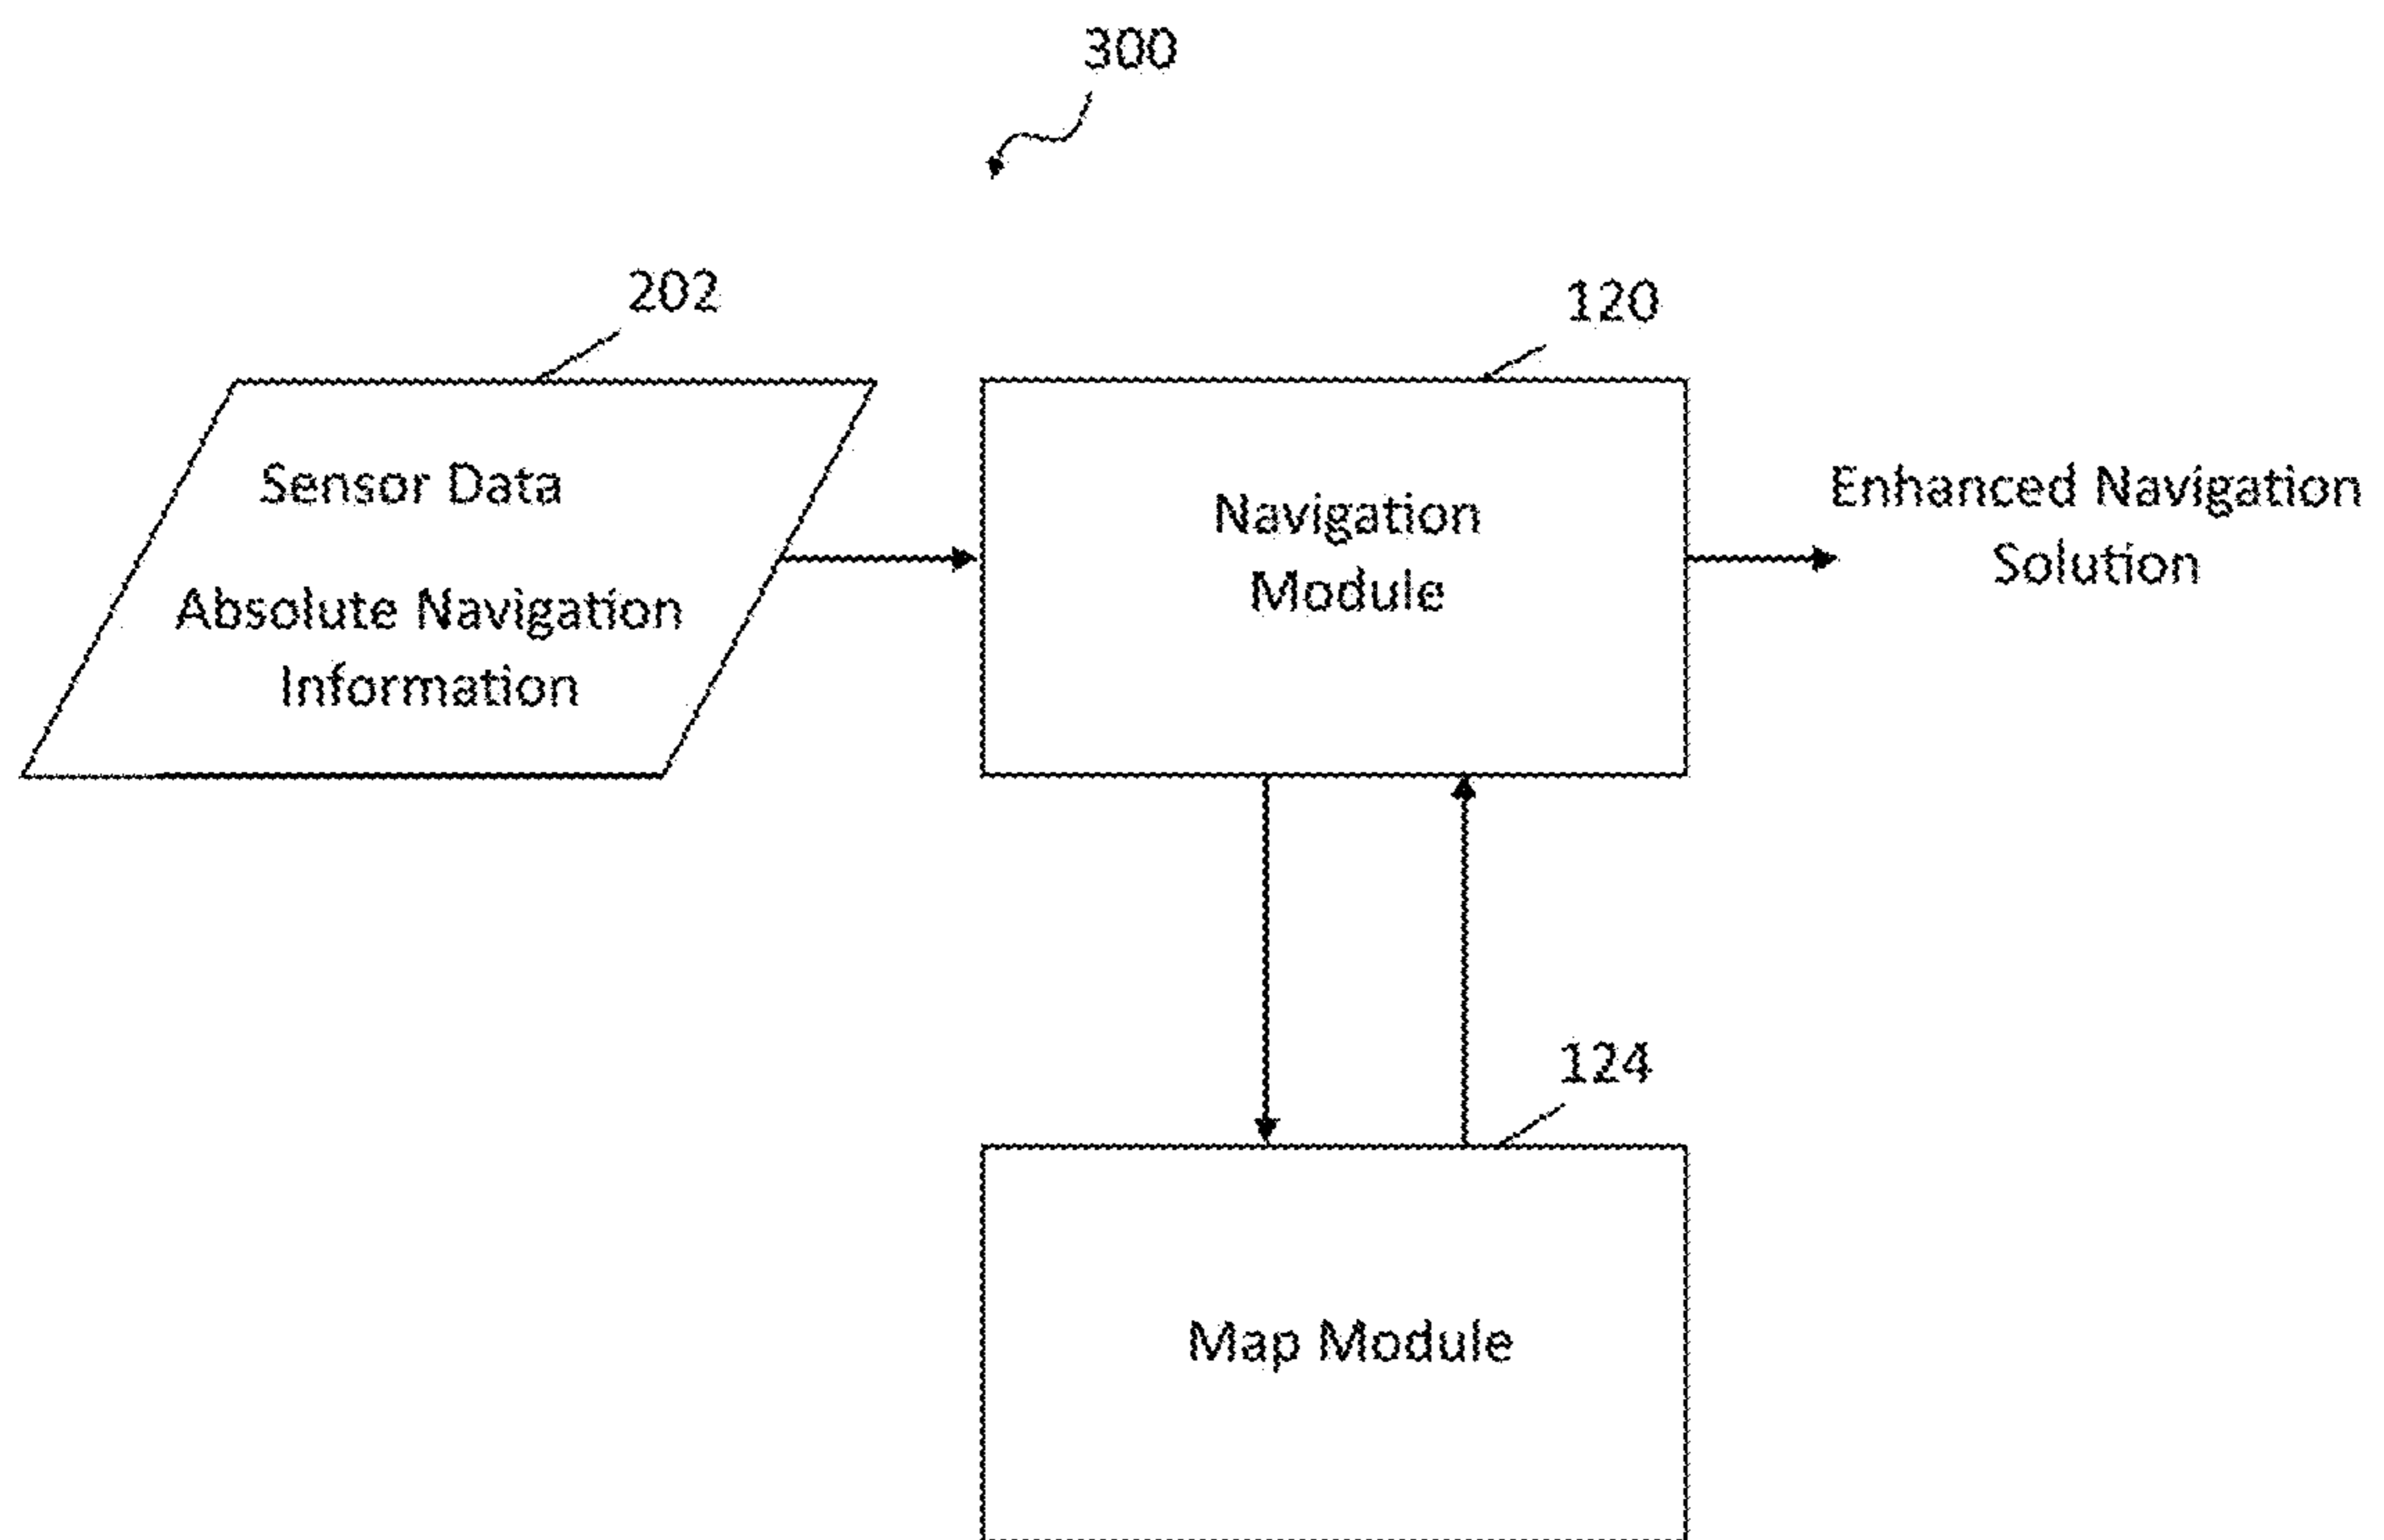 300
202
120
Sensor Data
Absolute Navigation
Information
Navigation
Module
Enhanced Navigation
Solution
124
Map Module